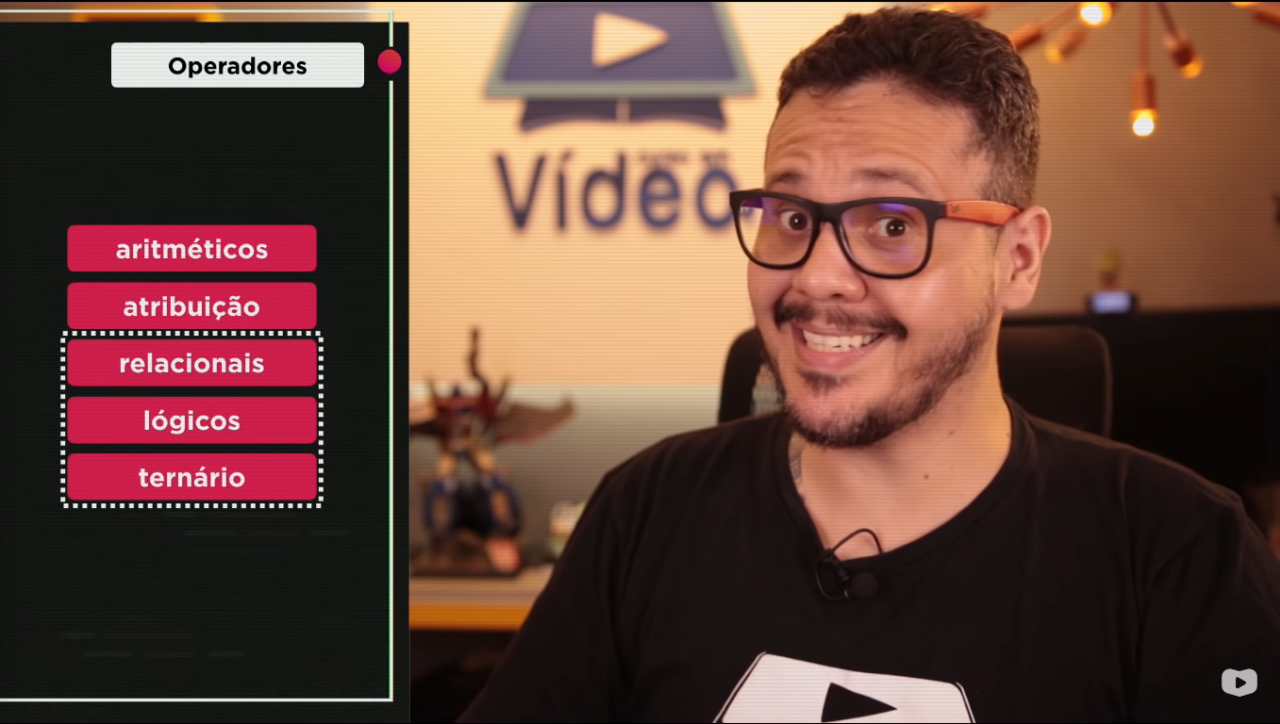 Operadores
aritméticos
atribuição
relacionais
lógicos
ternário
Vídeo